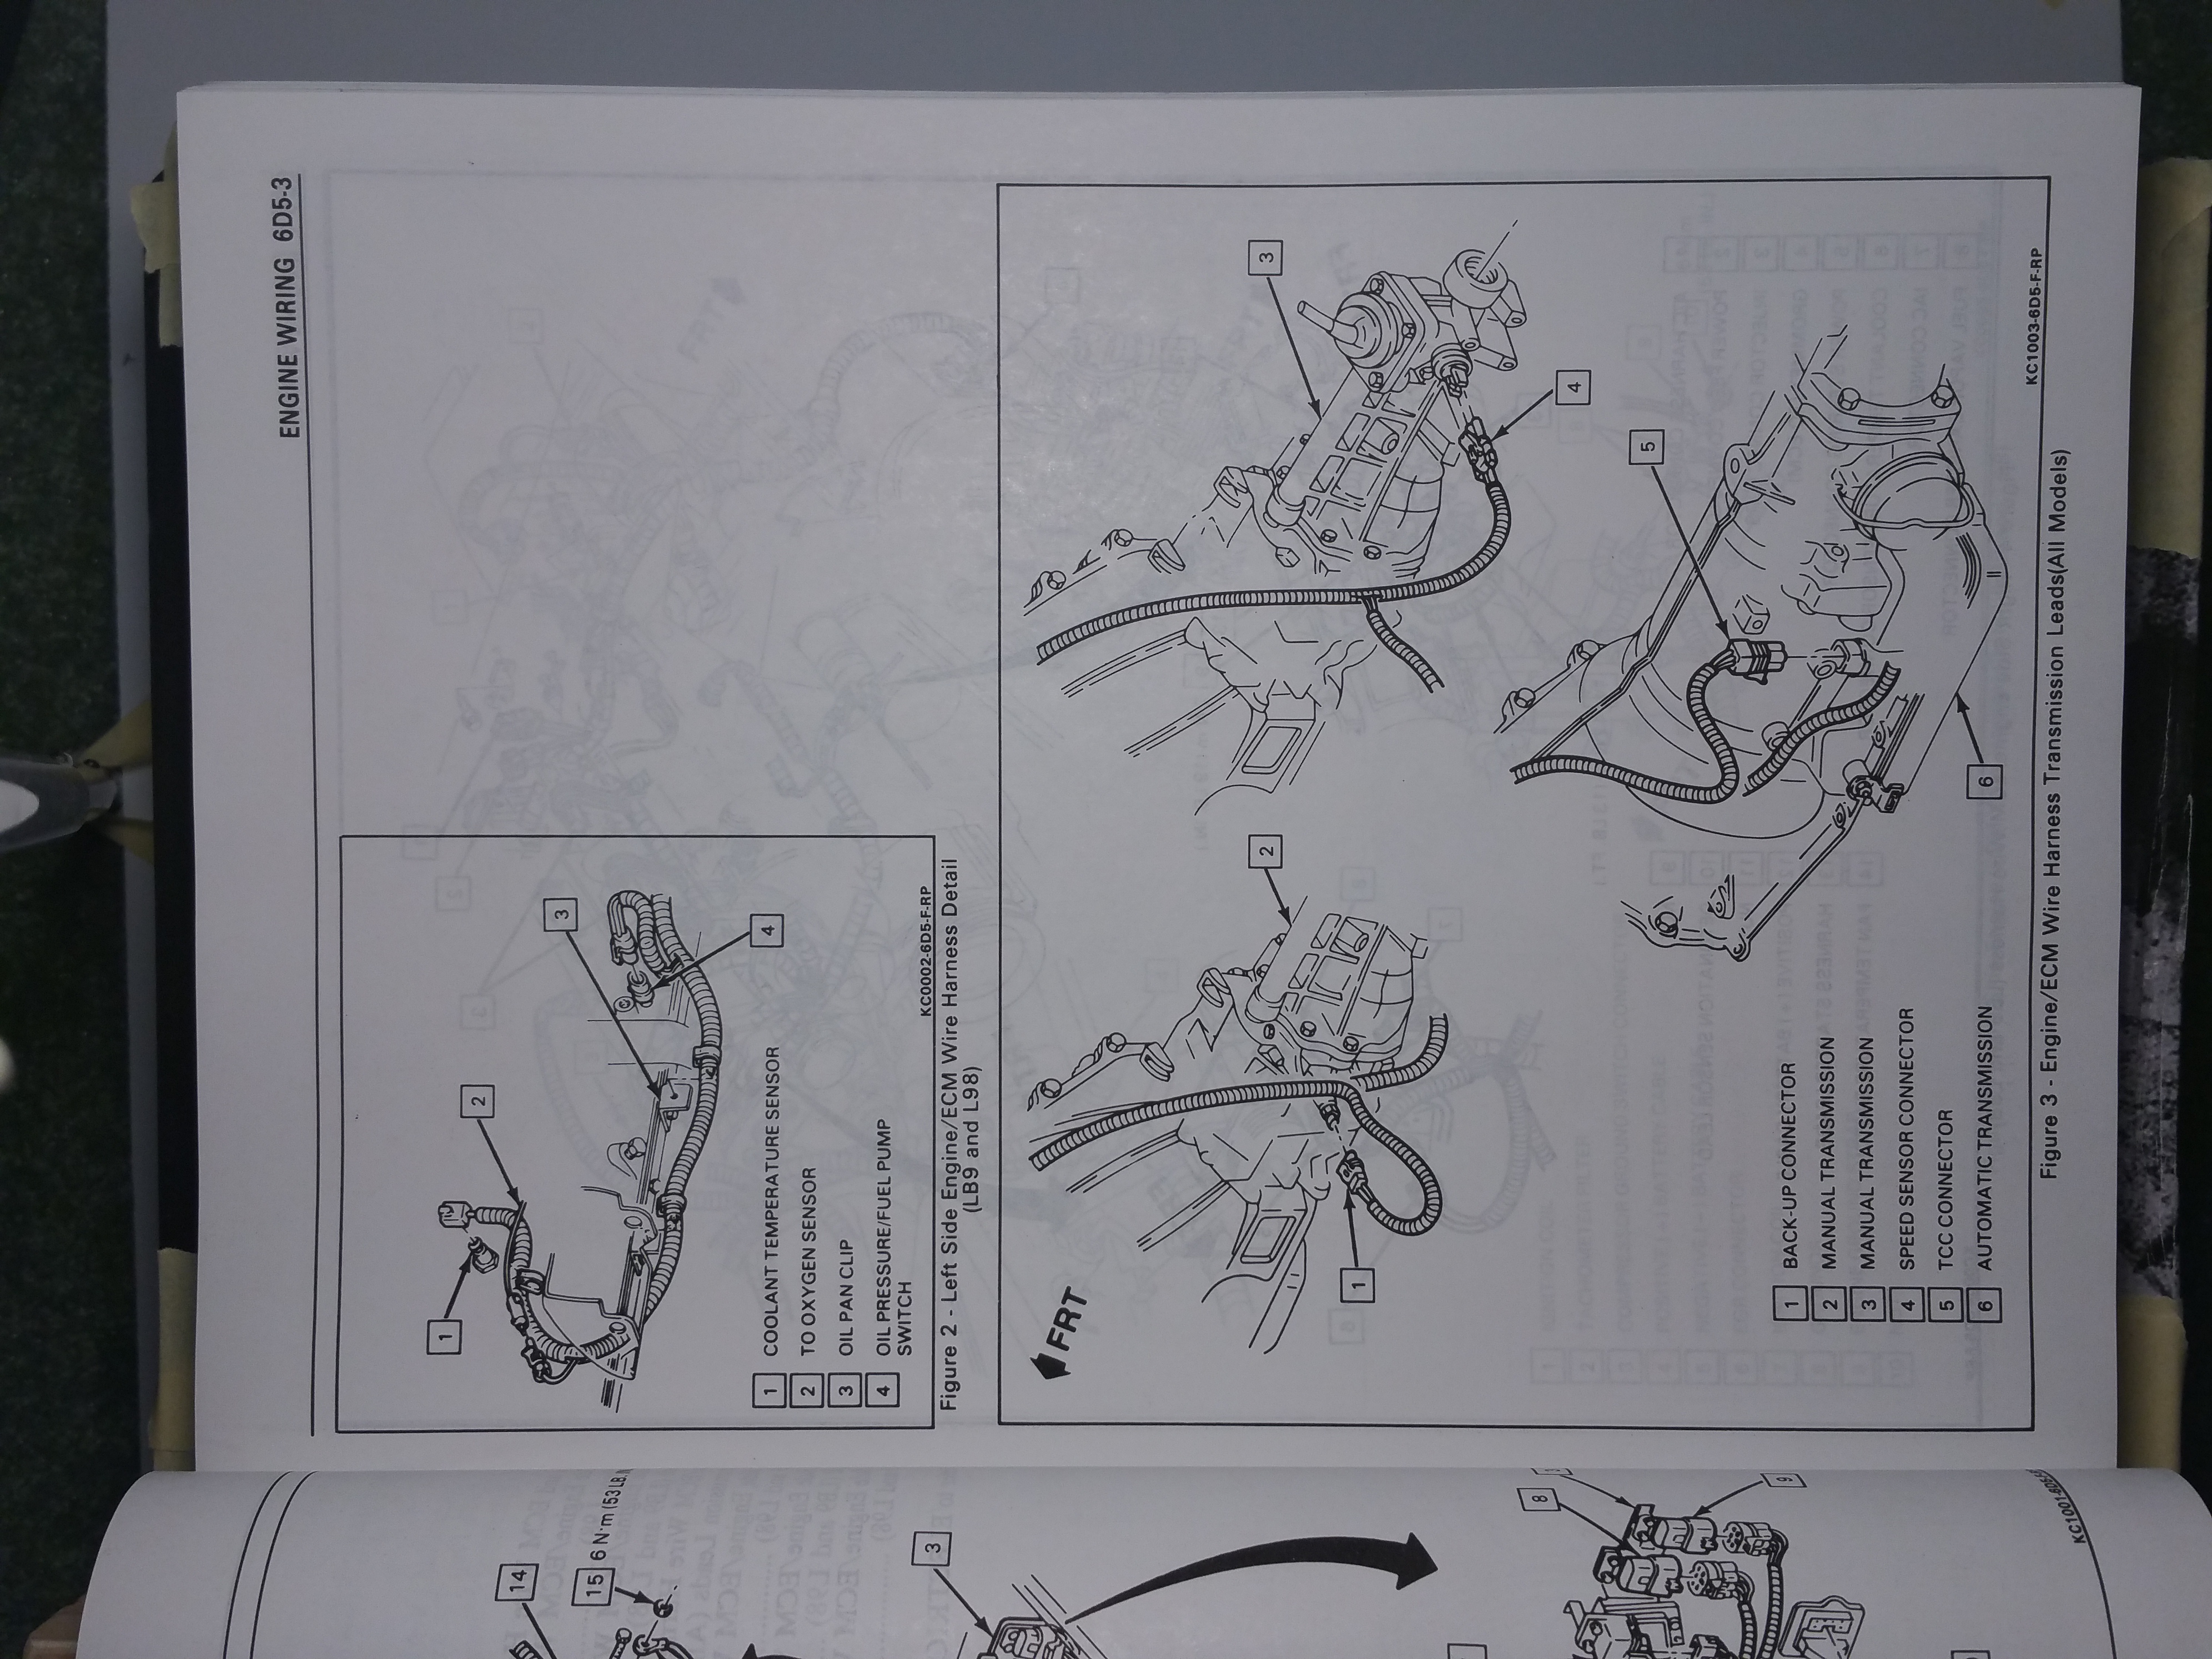 ENGINE WIRING 6D5-3
1
2
3
4
1 COOLANT TEMPERATURE SENSOR
2 TO OXYGEN SENSOR
3 OIL PAN CLIP
4 OIL PRESSURE/FUEL PUMP
SWITCH
KC0002-6D5-F-RP
Figure 2 - Left Side Engine/ECM Wire Harness Detail
(LB9 and L98)
FRT
1
2
3
4
5
6
1 BACK-UP CONNECTOR
2 MANUAL TRANSMISSION
3 MANUAL TRANSMISSION
4 SPEED SENSOR CONNECTOR
5 TCC CONNECTOR
6 AUTOMATIC TRANSMISSION
KC1003-6D5-F-RP
Figure 3 - Engine/ECM Wire Harness Transmission Leads(All Models)
14
15 6 N·m (53 LB.
3
8
9